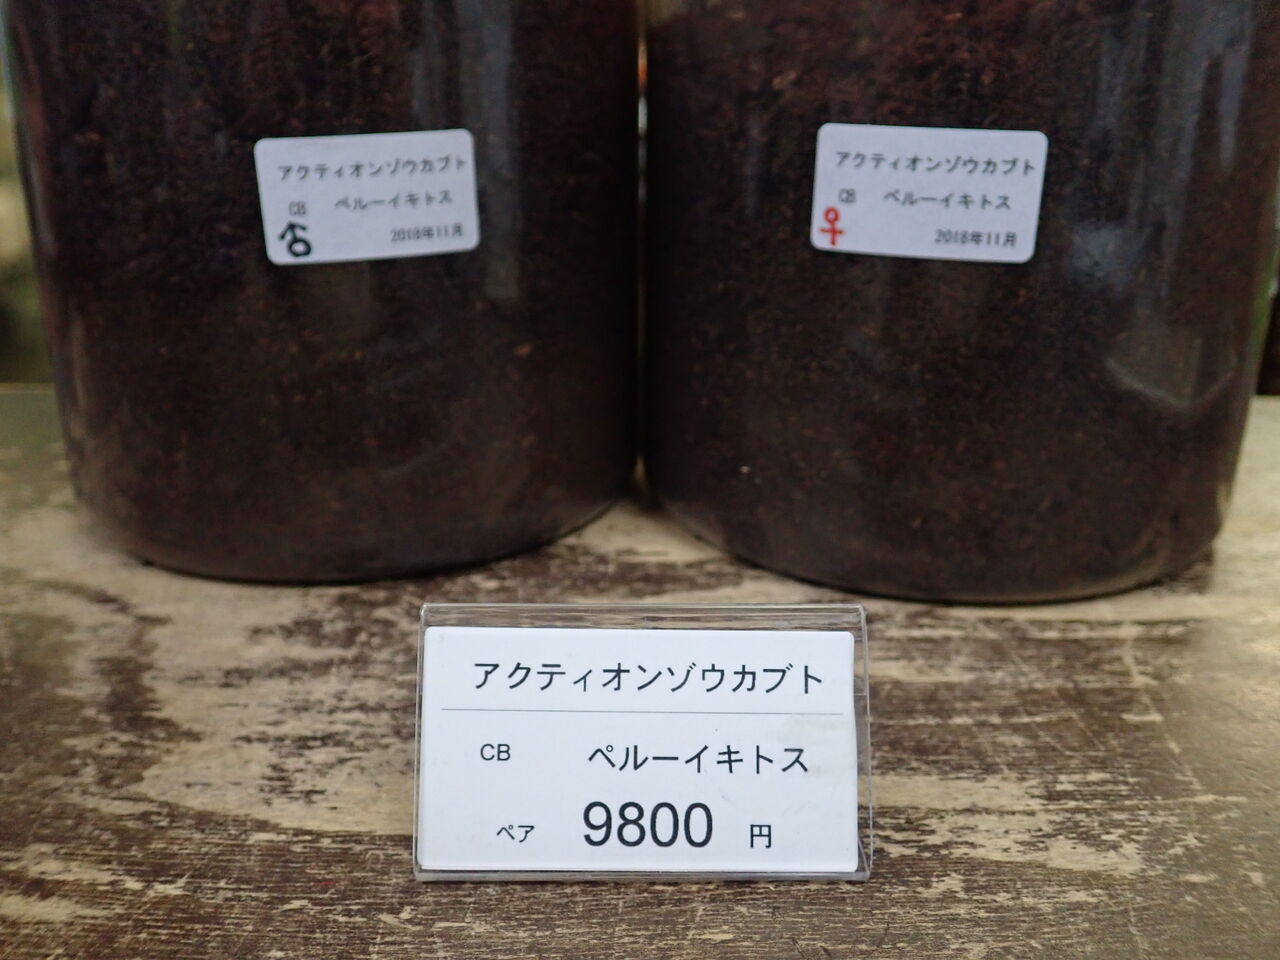 アクティオンゾウカブト
CB ペルーイキトス
♂ 2018年11月
アクティオンゾウカブト
CB ペルーイキトス
♀ 2018年11月
アクティオンゾウカブト
CB ペルーイキトス
ペア 9800 円